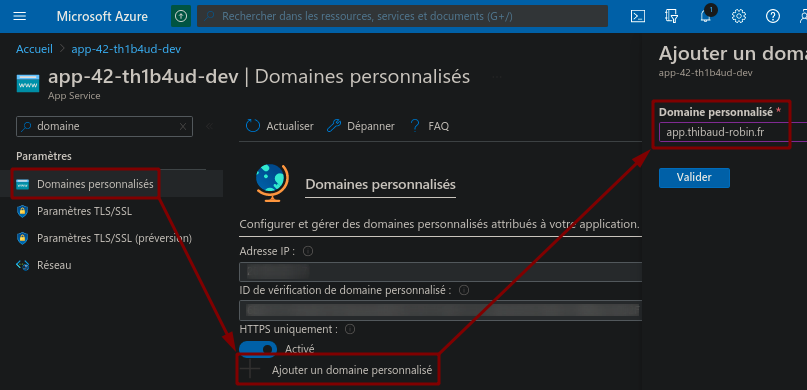 Microsoft Azure
Rechercher dans les ressources, services et documents (G+/)
1
Accueil > app-42-th1b4ud-dev
app-42-th1b4ud-dev | Domaines personnalisés
App Service
domaine
Paramètres
Domaines personnalisés
Paramètres TLS/SSL
Paramètres TLS/SSL (préversion)
Réseau
Actualiser
Dépanner
? FAQ
Domaines personnalisés
Configurer et gérer des domaines personnalisés attribués à votre application.
Adresse IP :
ID de vérification de domaine personnalisé :
HTTPS uniquement :
Activé
Ajouter un domaine personnalisé
Ajouter un doma
app-42-th1b4ud-dev
Domaine personnalisé *
app.thibaud-robin.fr
Valider